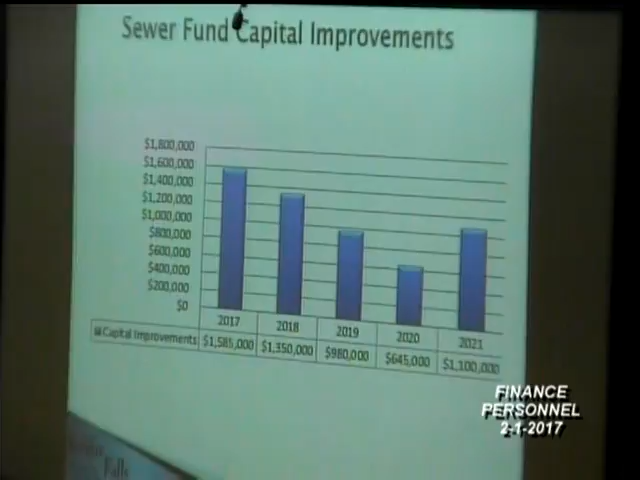 Sewer Fund Capital Improvements
$1,800,000
$1,600,000
$1,400,000
$1,200,000
$1,000,000
$800,000
$600,000
$400,000
$200,000
$0
2017 2018 2019 2020 2021
Capital Improvements $1,585,000 $1,350,000 $980,000 $645,000 $1,100,000
Falls
FINANCE
PERSONNEL
2-1-2017